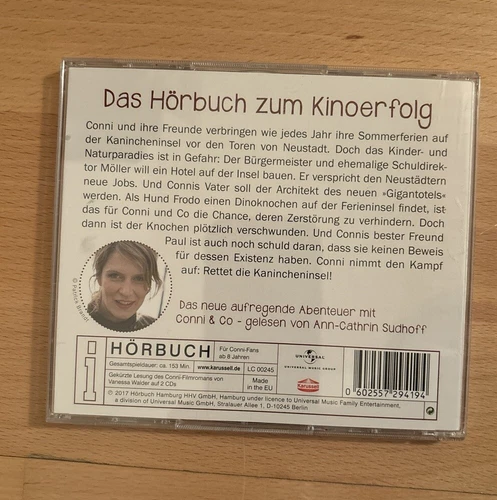 Das Hörbuch zum Kinoerfolg
Conni und ihre Freunde verbringen wie jedes Jahr ihre Sommerferien auf
der Kanincheninsel vor den Toren von Neustadt. Doch das Kinder- und
Naturparadies ist in Gefahr: Der Bürgermeister und ehemalige Schuldirek-
tor Möller will ein Hotel auf der Insel bauen. Er verspricht den Neustädtern
neue Jobs. Und Connis Vater soll der Architekt des neuen »Gigantotels«
werden. Als Hund Frodo einen Dinoknochen auf der Ferieninsel findet, ist
das für Conni und Co die Chance, deren Zerstörung zu verhindern. Doch
dann ist der Knochen plötzlich verschwunden. Und Connis bester Freund
Paul ist auch noch schuld daran, dass sie keinen Beweis
für dessen Existenz haben. Conni nimmt den Kampf
auf: Rettet die Kanincheninsel!
Das neue aufregende Abenteuer mit
Conni & Co - gelesen von Ann-Cathrin Sudhoff
HÖRBUCH
Für Conni-Fans
ab 8 Jahren
Gesamtspieldauer: ca. 153 Min.
www.karussell.de
LC 00245
Gekürzte Lesung des Conni-Filmromans von
Vanessa Walder auf 2 CDs
Made in
the EU
UNIVERSAL
UNIVERSAL MUSIC GROUP
Karussell
0 602557 294194
℗ 2017 Hörbuch Hamburg HHV GmbH, Hamburg under licence to Universal Music Family Entertainment,
a division of Universal Music GmbH, Stralauer Allee 1, D-10245 Berlin